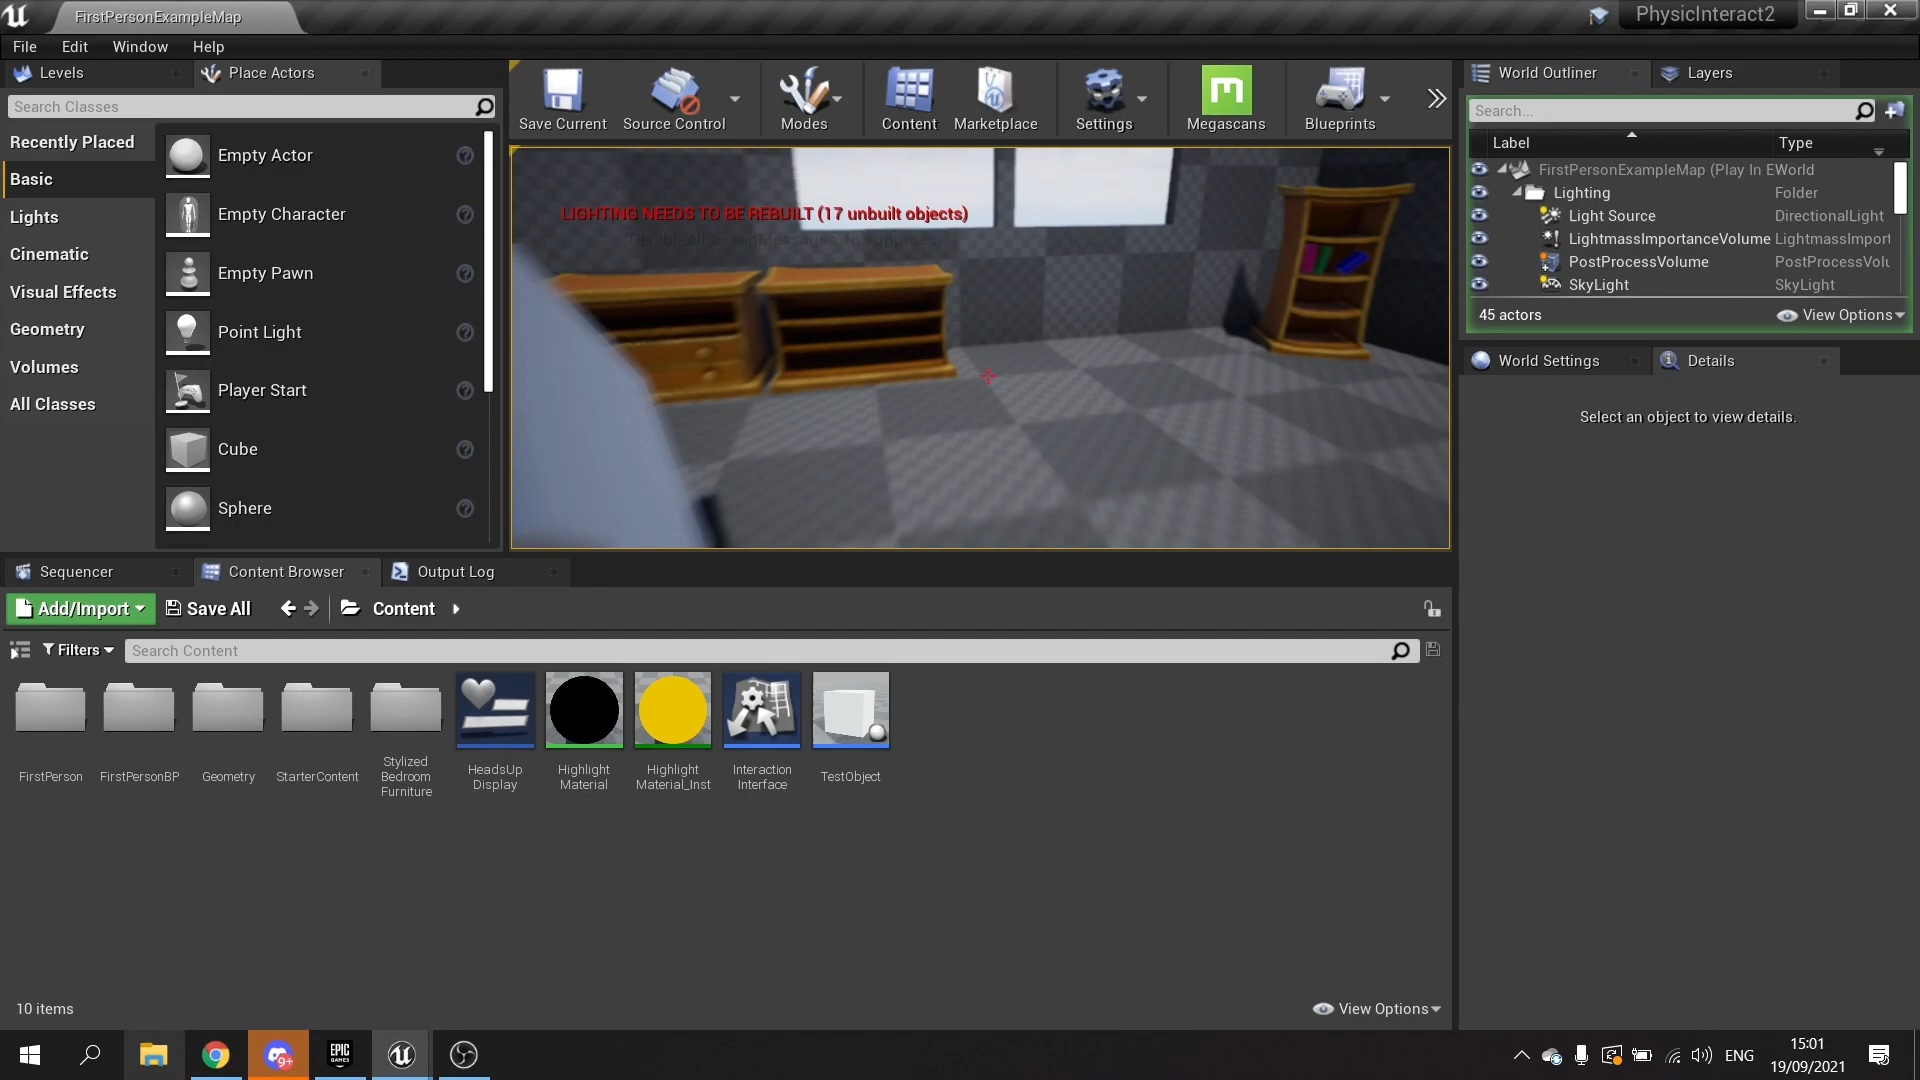 FirstPersonExampleMap
PhysicInteract2
File Edit Window Help
Levels
Place Actors
Search Classes
Recently Placed
Basic
Lights
Cinematic
Visual Effects
Geometry
Volumes
All Classes
Empty Actor
Empty Character
Empty Pawn
Point Light
Player Start
Cube
Sphere
Save Current
Source Control
Modes
Content
Marketplace
Settings
Megascans
Blueprints
LIGHTING NEEDS TO BE REBUILT (17 unbuilt objects)
World Outliner
Layers
Search...
Label Type
FirstPersonExampleMap (Play In E World
Lighting Folder
Light Source DirectionalLight
LightmassImportanceVolume LightmassImport
PostProcessVolume PostProcessVolu
SkyLight SkyLight
45 actors
View Options
World Settings
Details
Select an object to view details.
Sequencer
Content Browser
Output Log
Add/Import
Save All
Content
Filters
Search Content
FirstPerson
FirstPersonBP
Geometry
StarterContent
Stylized
Bedroom
Furniture
HeadsUp
Display
Highlight
Material
Highlight
Material_Inst
Interaction
Interface
TestObject
10 items
View Options
EPIC
GAMES
9+
ENG
15:01
19/09/2021